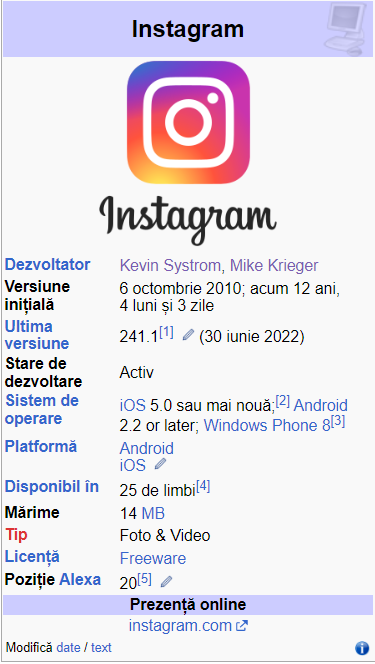 Instagram
Instagram
Dezvoltator Kevin Systrom, Mike Krieger
Versiune 6 octombrie 2010; acum 12 ani,
inițială 4 luni și 3 zile
Ultima
versiune 241.1[1] (30 iunie 2022)
Stare de
dezvoltare Activ
Sistem de iOS 5.0 sau mai nouă;[2] Android
operare 2.2 or later; Windows Phone 8[3]
Platformă Android
iOS
Disponibil în 25 de limbi[4]
Mărime 14 MB
Tip Foto & Video
Licență Freeware
Poziție Alexa 20[5]
Prezență online
instagram.com
Modifică date / text